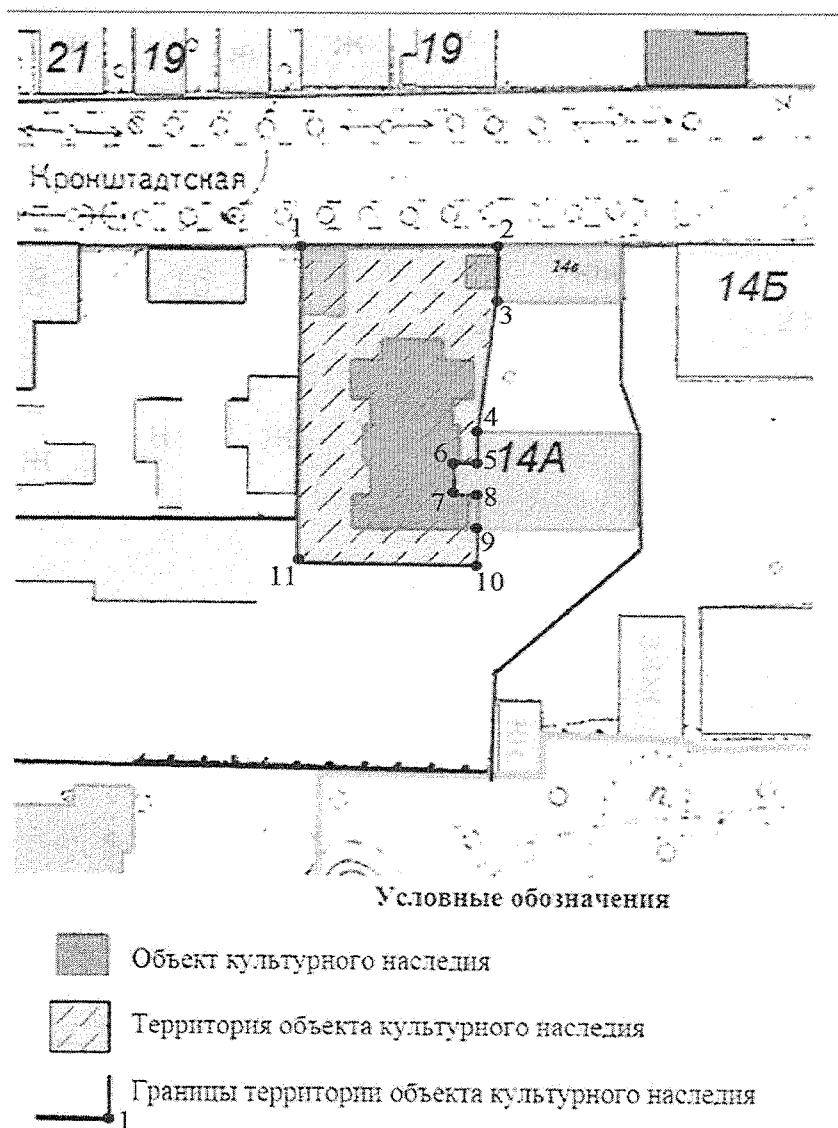 21 19 Ж 19
Кронштадтская
1 2
14в
14Б
3
4
14А
6 5
7 8
9
11 10
Условные обозначения
Объект культурного наследия
Территория объекта культурного наследия
Границы территории объекта культурного наследия
1